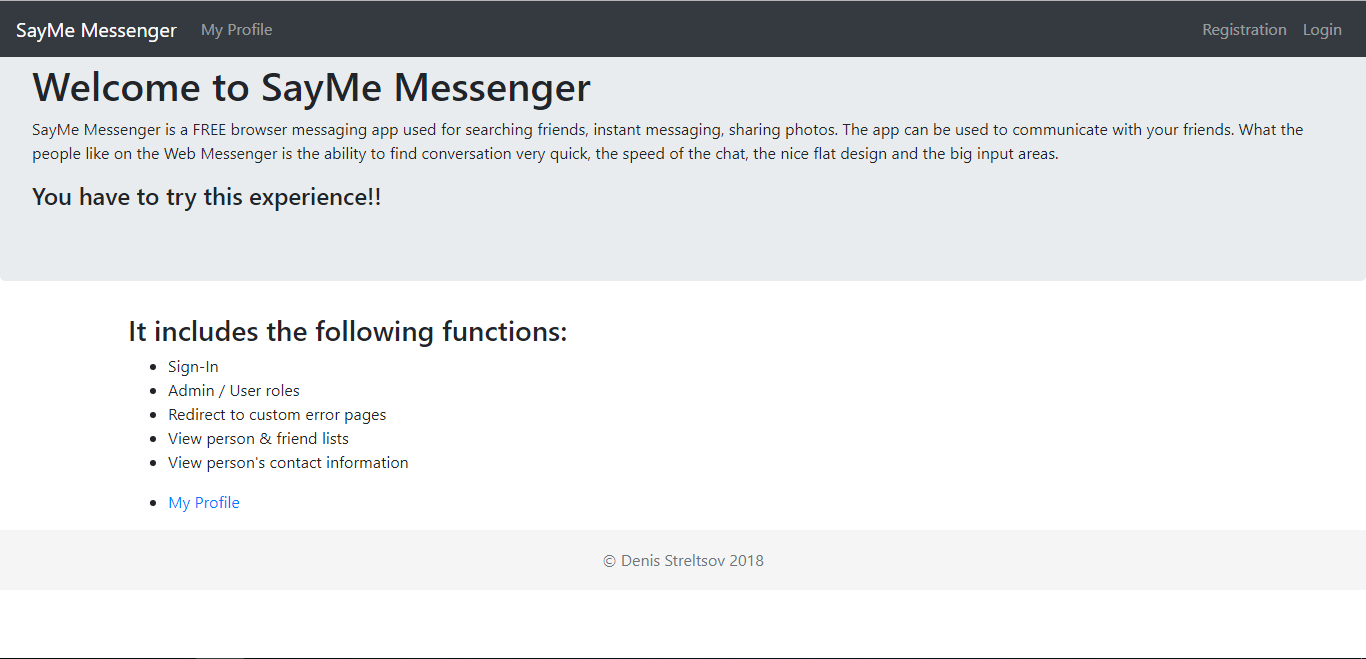 SayMe Messenger My Profile Registration Login
Welcome to SayMe Messenger
SayMe Messenger is a FREE browser messaging app used for searching friends, instant messaging, sharing photos. The app can be used to communicate with your friends. What the
people like on the Web Messenger is the ability to find conversation very quick, the speed of the chat, the nice flat design and the big input areas.
You have to try this experience!!
It includes the following functions:
Sign-In
Admin / User roles
Redirect to custom error pages
View person & friend lists
View person's contact information
My Profile
© Denis Streltsov 2018